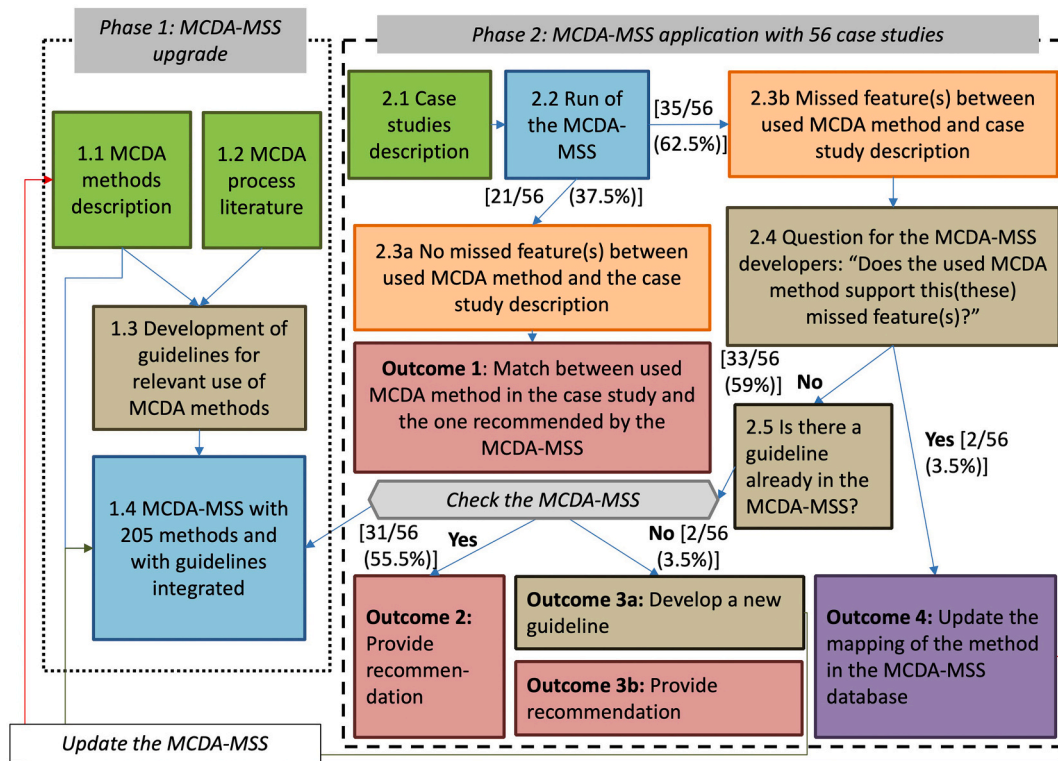 Phase 1: MCDA-MSS
upgrade
1.1 MCDA
methods
description
1.2 MCDA
process
literature
1.3 Development of
guidelines for
relevant use of
MCDA methods
1.4 MCDA-MSS with
205 methods and
with guidelines
integrated
Update the MCDA-MSS
Phase 2: MCDA-MSS application with 56 case studies
2.1 Case
studies
description
2.2 Run of
the MCDA-
MSS
[35/56
(62.5%)]
2.3b Missed feature(s) between
used MCDA method and case
study description
[21/56 (37.5%)]
2.3a No missed feature(s) between
used MCDA method and the case
study description
2.4 Question for the MCDA-MSS
developers: “Does the used MCDA
method support this(these)
missed feature(s)?”
Outcome 1: Match between used
MCDA method in the case study and
the one recommended by the
MCDA-MSS
[33/56
(59%)]
No
2.5 Is there a
guideline
already in the
MCDA-MSS?
Yes [2/56
(3.5%)]
Check the MCDA-MSS
[31/56
(55.5%)]
Yes
No [2/56
(3.5%)]
Outcome 2:
Provide
recommen-
dation
Outcome 3a: Develop a new
guideline
Outcome 3b: Provide
recommendation
Outcome 4: Update the
mapping of the method
in the MCDA-MSS
database